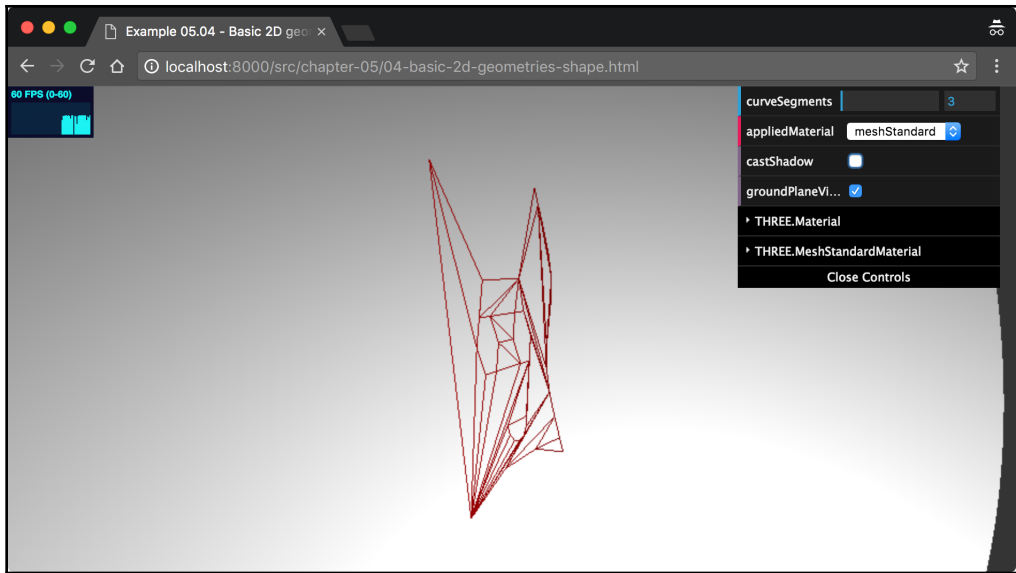 Example 05.04 - Basic 2D geo
localhost:8000/src/chapter-05/04-basic-2d-geometries-shape.html
60 FPS (0-60)
curveSegments 3
appliedMaterial meshStandard
castShadow
groundPlaneVi...
THREE.Material
THREE.MeshStandardMaterial
Close Controls